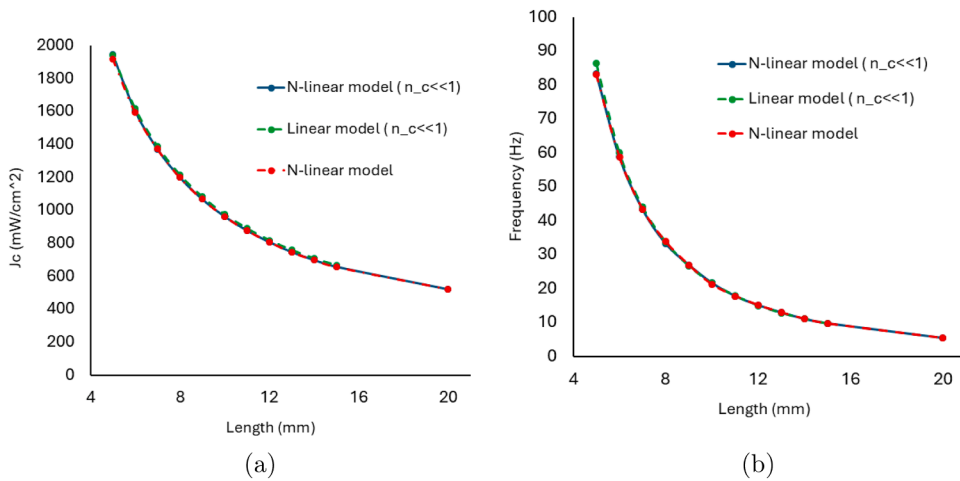 2000
1800
1600
1400
1200
1000
800
600
400
200
0
Jc (mW/cm^2)
N-linear model ( n_c<<1)
Linear model ( n_c<<1)
N-linear model
4 8 12 16 20
Length (mm)
(a)
100
90
80
70
60
50
40
30
20
10
0
Frequency (Hz)
N-linear model ( n_c<<1)
Linear model ( n_c<<1)
N-linear model
4 8 12 16 20
Length (mm)
(b)